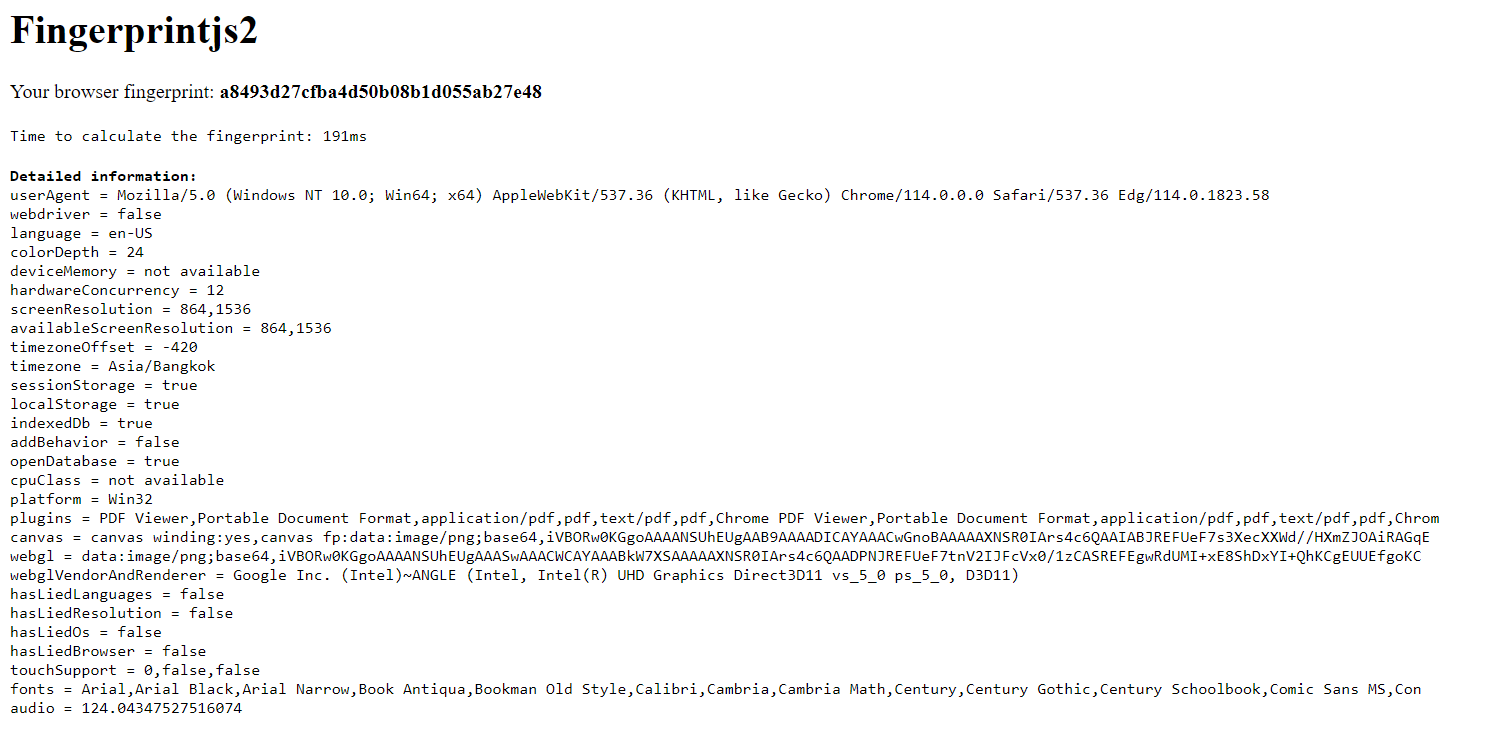 Fingerprintjs2
Your browser fingerprint: a8493d27cfba4d50b08b1d055ab27e48
Time to calculate the fingerprint: 191ms
Detailed information:
userAgent = Mozilla/5.0 (Windows NT 10.0; Win64; x64) AppleWebKit/537.36 (KHTML, like Gecko) Chrome/114.0.0.0 Safari/537.36 Edg/114.0.1823.58
webdriver = false
language = en-US
colorDepth = 24
deviceMemory = not available
hardwareConcurrency = 12
screenResolution = 864,1536
availableScreenResolution = 864,1536
timezoneOffset = -420
timezone = Asia/Bangkok
sessionStorage = true
localStorage = true
indexedDb = true
addBehavior = false
openDatabase = true
cpuClass = not available
platform = Win32
plugins = PDF Viewer,Portable Document Format,application/pdf,pdf,text/pdf,pdf,Chrome PDF Viewer,Portable Document Format,application/pdf,pdf,text/pdf,pdf,Chrom
canvas = canvas winding:yes,canvas fp:data:image/png;base64,iVBORw0KGgoAAAANSUhEUgAAB9AAAADICAYAAACwGnoBAAAAAXNSR0IArs4c6QAAIABJREFUeF7s3XecXXWd//HXmZJOAiRAGqE
webgl = data:image/png;base64,iVBORw0KGgoAAAANSUhEUgAAASwAAACWCAYAAABkW7XSAAAAAXNSR0IArs4c6QAADPNJREFUeF7tnV2IJFcVx0/1zCASREFEgwRdUMI+xE8ShDxYI+QhKCgEUUEfgoKC
webglVendorAndRenderer = Google Inc. (Intel)~ANGLE (Intel, Intel(R) UHD Graphics Direct3D11 vs_5_0 ps_5_0, D3D11)
hasLiedLanguages = false
hasLiedResolution = false
hasLiedOs = false
hasLiedBrowser = false
touchSupport = 0,false,false
fonts = Arial,Arial Black,Arial Narrow,Book Antiqua,Bookman Old Style,Calibri,Cambria,Cambria Math,Century,Century Gothic,Century Schoolbook,Comic Sans MS,Con
audio = 124.04347527516074